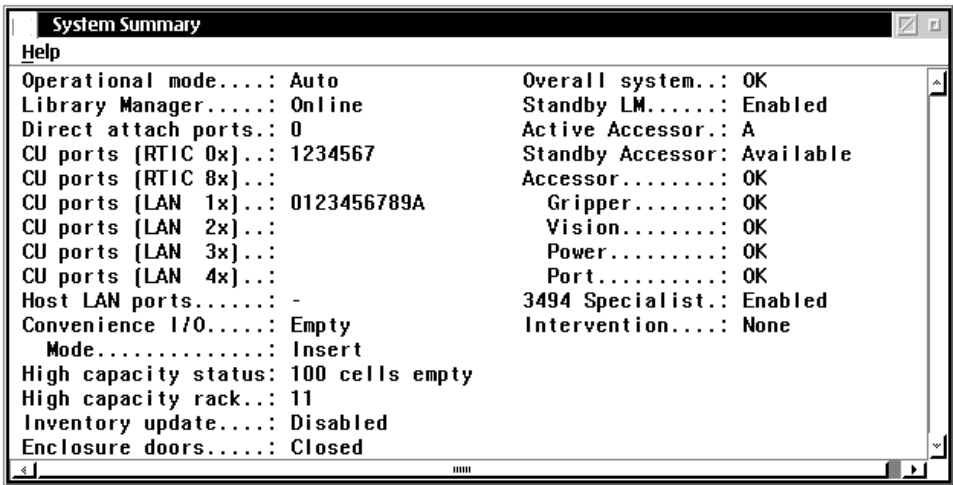 System Summary
Help
Operational mode....: Auto Overall system..: OK
Library Manager.....: Online Standby LM......: Enabled
Direct attach ports.: 0 Active Accessor.: A
CU ports (RTIC 0x)..: 1234567 Standby Accessor: Available
CU ports (RTIC 8x)..: Accessor........: OK
CU ports (LAN 1x)..: 0123456789A Gripper.......: OK
CU ports (LAN 2x)..: Vision........: OK
CU ports (LAN 3x)..: Power.........: OK
CU ports (LAN 4x)..: Port..........: OK
Host LAN ports......: - 3494 Specialist.: Enabled
Convenience I/O.....: Empty Intervention....: None
Mode..............: Insert
High capacity status: 100 cells empty
High capacity rack..: 11
Inventory update....: Disabled
Enclosure doors.....: Closed